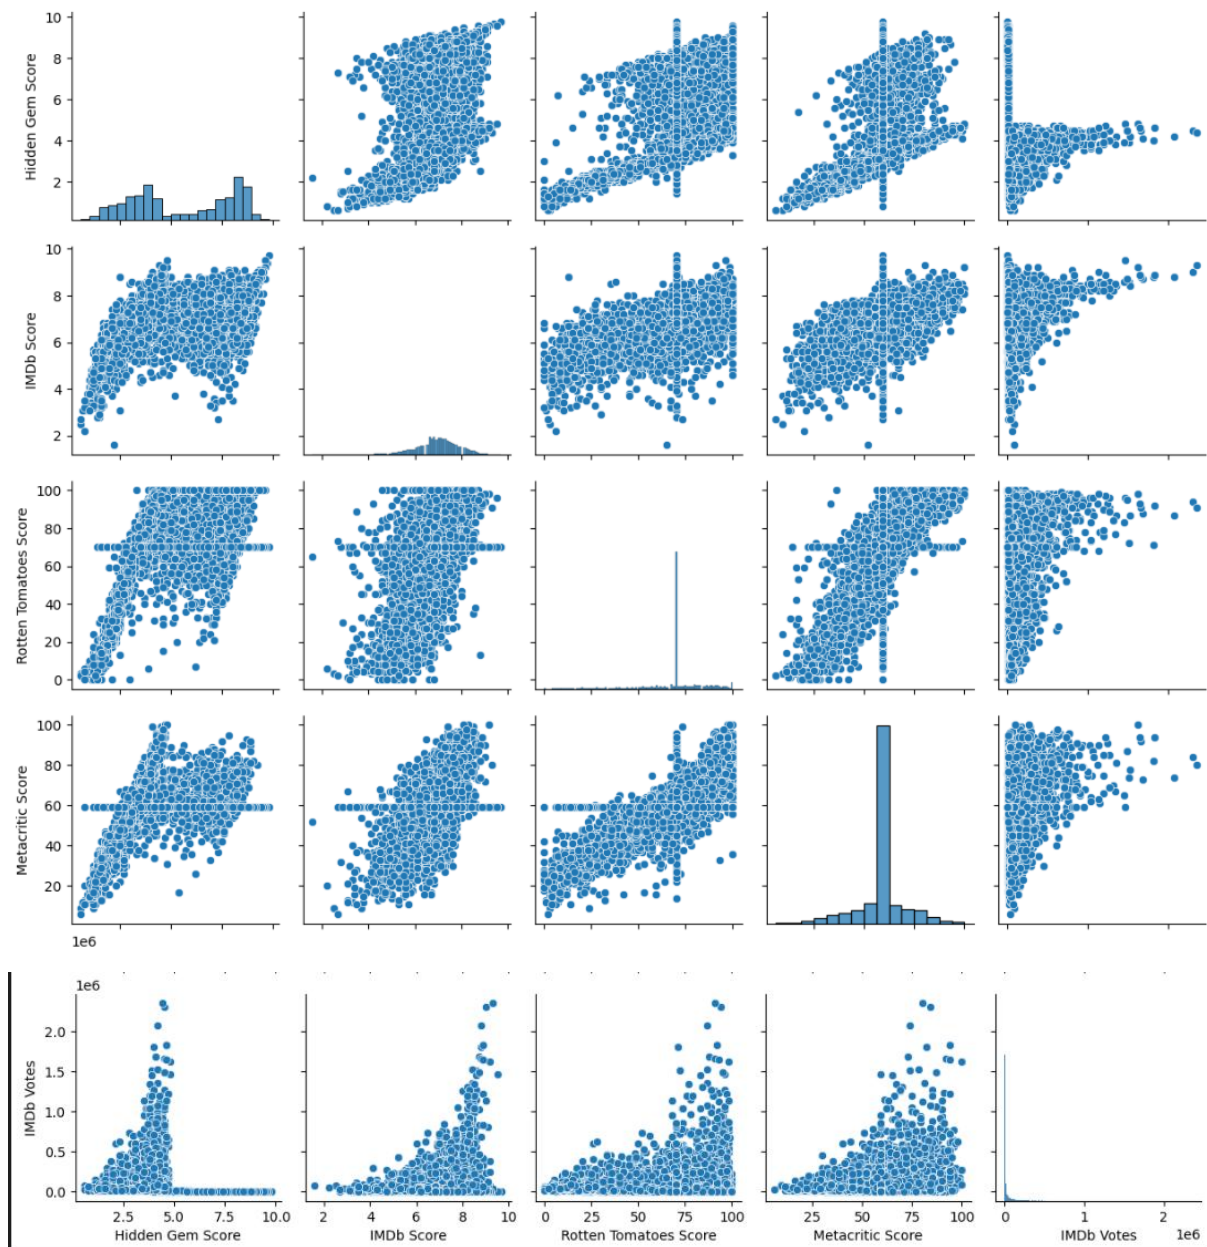 10
8
6
4
2
Hidden Gem Score
10
8
6
4
2
IMDb Score
100
80
60
40
20
0
Rotten Tomatoes Score
100
80
60
40
20
Metacritic Score
1e6
1e6
2.0
1.5
1.0
0.5
0.0
IMDb Votes
2.5 5.0 7.5 10.0
Hidden Gem Score
2 4 6 8 10
IMDb Score
0 25 50 75 100
Rotten Tomatoes Score
25 50 75 100
Metacritic Score
0 1 2
1e6
IMDb Votes